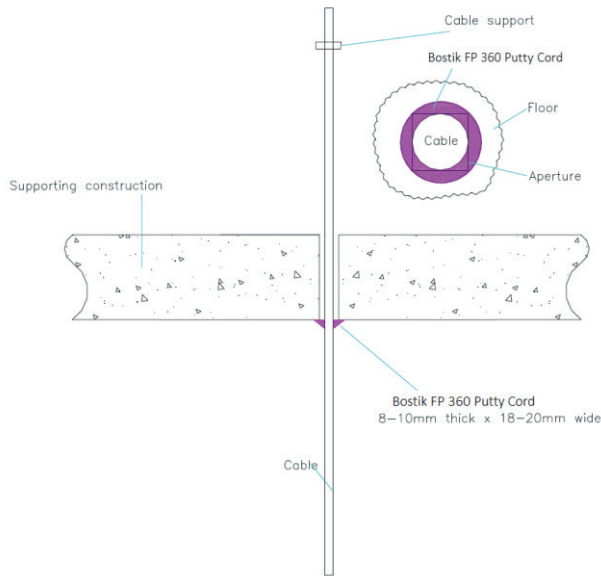 Cable support
Bostik FP 360 Putty Cord
Floor
Cable
Aperture
Supporting construction
Bostik FP 360 Putty Cord
8-10mm thick x 18-20mm wide
Cable